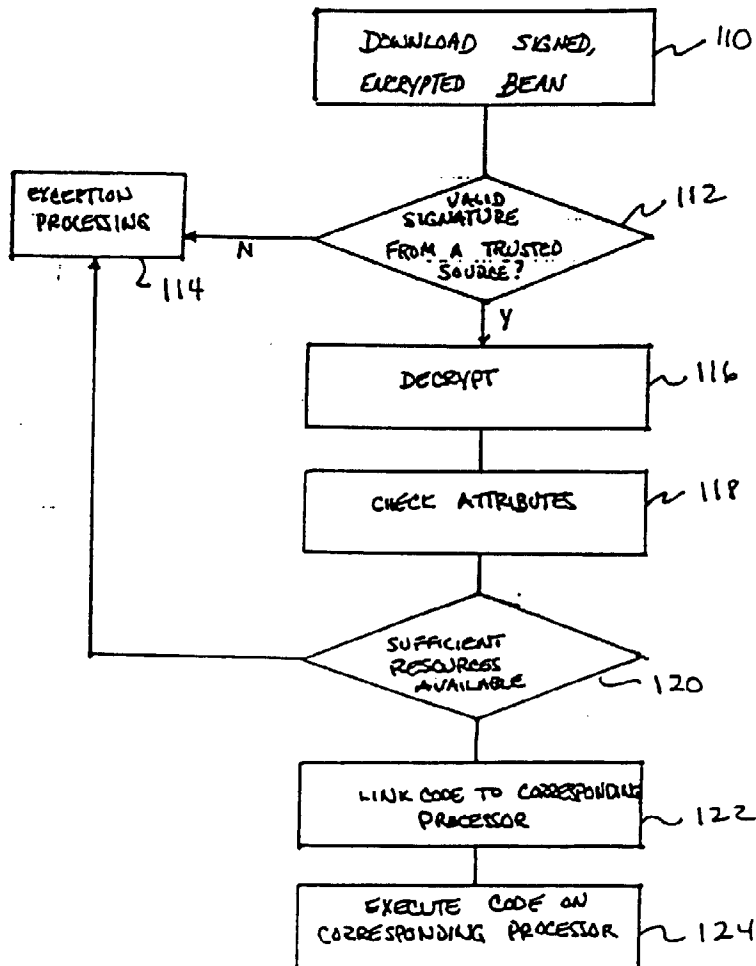 DOWNLOAD SIGNED,
ENCRYPTED BEAN
110
EXCEPTION
PROCESSING
114
VALID
SIGNATURE
FROM A TRUSTED
SOURCE?
112
N
Y
DECRYPT
116
CHECK ATTRIBUTES
118
SUFFICIENT
RESOURCES
AVAILABLE
120
LINK CODE TO CORRESPONDING
PROCESSOR
122
EXECUTE CODE ON
CORRESPONDING PROCESSOR
124